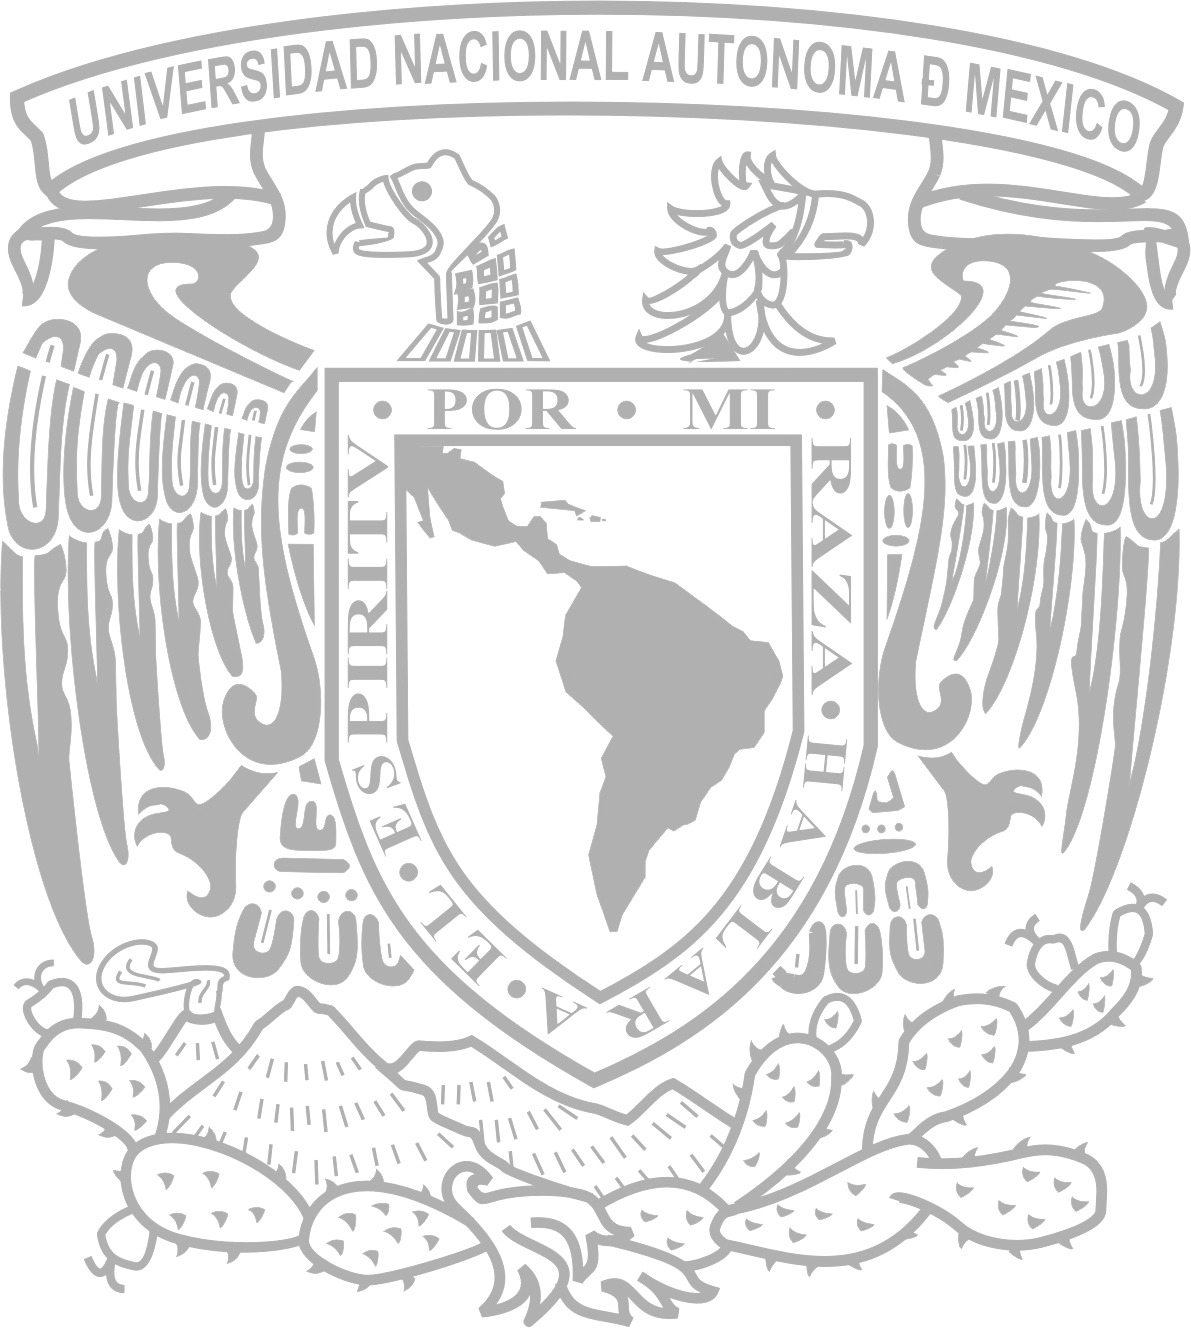 UNIVERSIDAD NACIONAL AUTONOMA Đ MEXICO
POR • MI
RAZA • HABLARA • EL • ESPIRITV